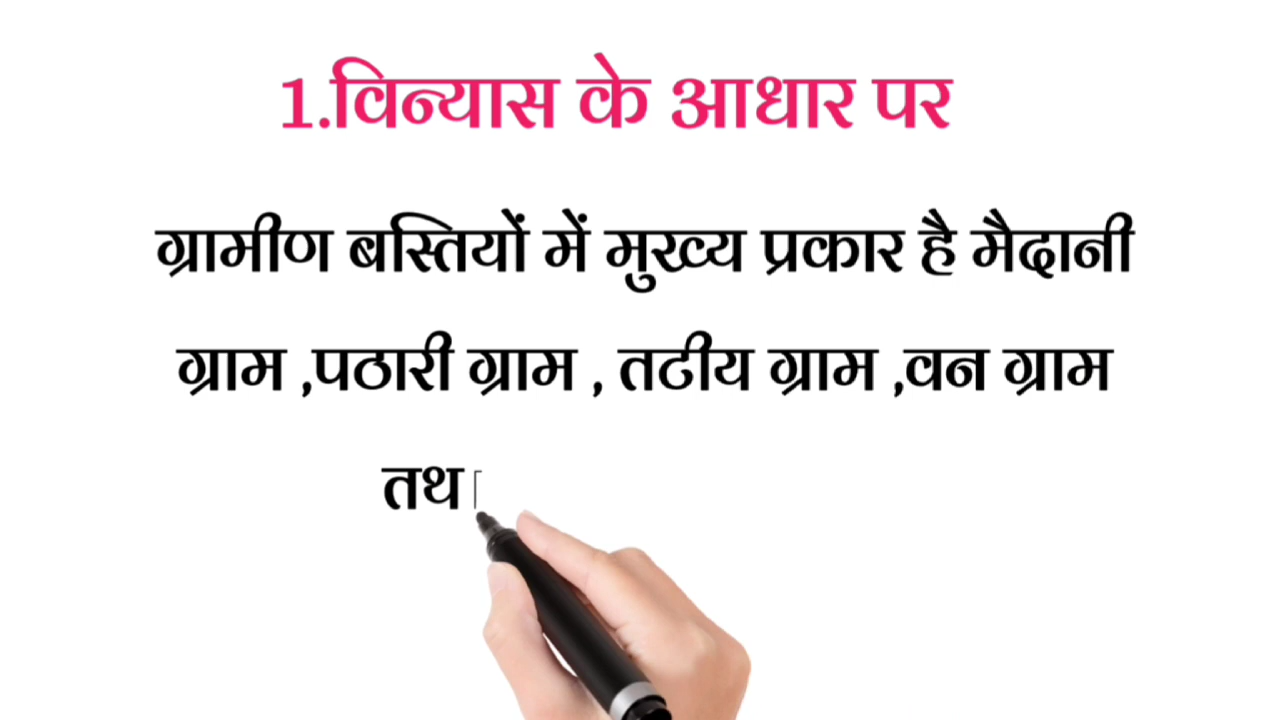 1.विन्यास के आधार पर
ग्रामीण बस्तियों में मुख्य प्रकार है मैदानी
ग्राम ,पठारी ग्राम , तटीय ग्राम ,वन ग्राम
तथा